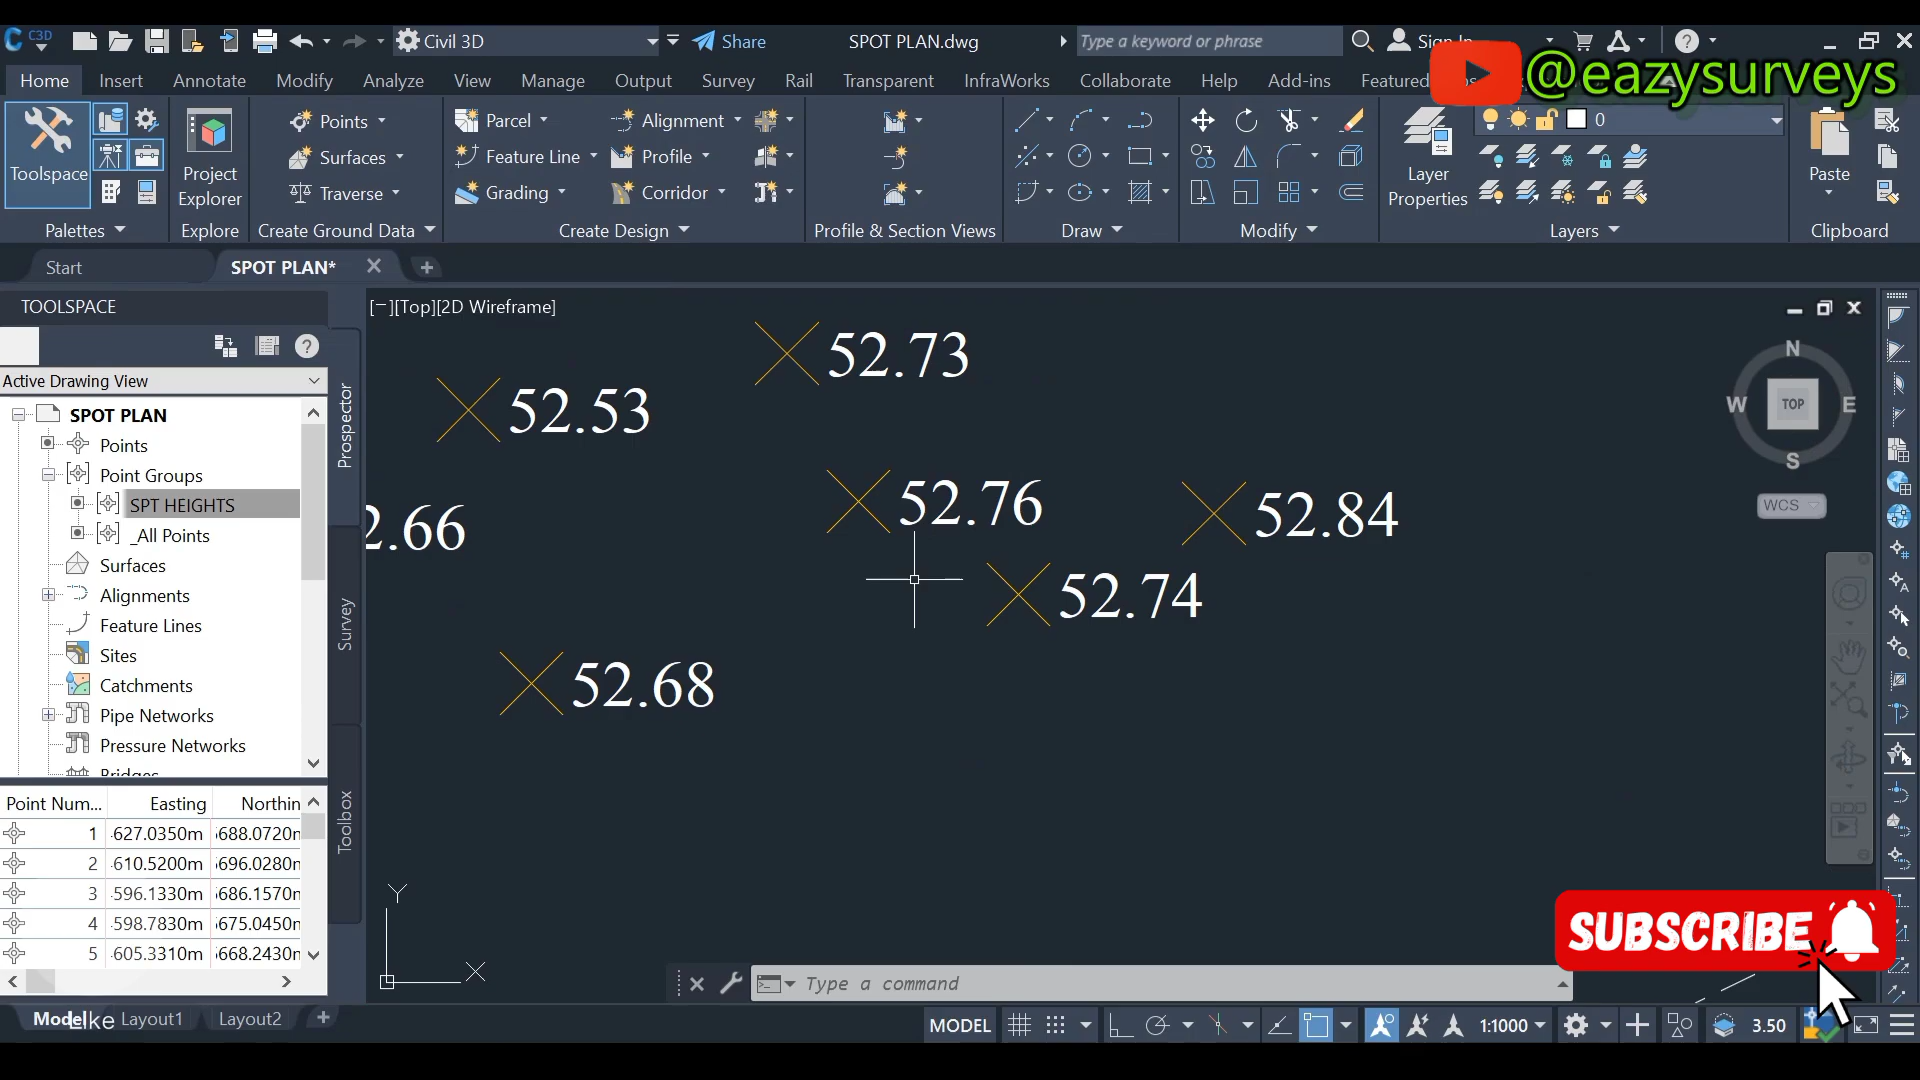 C3D
Civil 3D
Share
SPOT PLAN.dwg
Type a keyword or phrase
Sign In
@eazysurveys
Home
Insert
Annotate
Modify
Analyze
View
Manage
Output
Survey
Rail
Transparent
InfraWorks
Collaborate
Help
Add-ins
Featured
Toolspace
Project
Explorer
Points
Surfaces
Traverse
Parcel
Feature Line
Grading
Alignment
Profile
Corridor
Layer
Properties
0
Paste
Palettes
Explore
Create Ground Data
Create Design
Profile & Section Views
Draw
Modify
Layers
Clipboard
Start
SPOT PLAN*
TOOLSPACE
[−][Top][2D Wireframe]
Active Drawing View
SPOT PLAN
Points
Point Groups
SPT HEIGHTS
_All Points
Surfaces
Alignments
Feature Lines
Sites
Catchments
Pipe Networks
Pressure Networks
Bridges
Prospector
Survey
Toolbox
Point Num... Easting Northin
1 .627.0350m 688.0720m
2 .610.5200m 696.0280m
3 .596.1330m 686.1570m
4 .598.7830m 675.0450m
5 .605.3310m 668.2430m
52.73
52.53
52.76
52.84
2.66
52.74
52.68
N
W
TOP
E
S
WCS
Y
X
Type a command
SUBSCRIBE
Model
Like
Layout1
Layout2
MODEL
1:1000
3.50